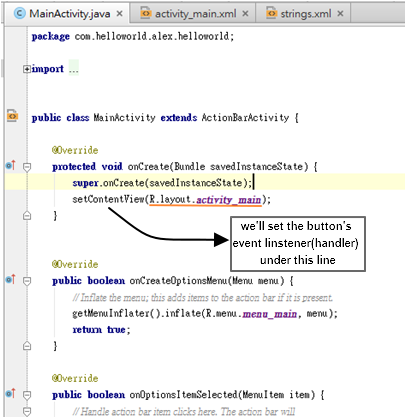 MainActivity.java × activity_main.xml × strings.xml ×
package com.helloworld.alex.helloworld;
import ...
public class MainActivity extends ActionBarActivity {
@Override
protected void onCreate(Bundle savedInstanceState) {
super.onCreate(savedInstanceState);
setContentView(R.layout.activity_main);
}
we'll set the button's
event linstener(handler)
under this line
@Override
public boolean onCreateOptionsMenu(Menu menu) {
// Inflate the menu; this adds items to the action bar if it is present.
getMenuInflater().inflate(R.menu.menu_main, menu);
return true;
}
@Override
public boolean onOptionsItemSelected(MenuItem item) {
// Handle action bar item clicks here. The action bar will